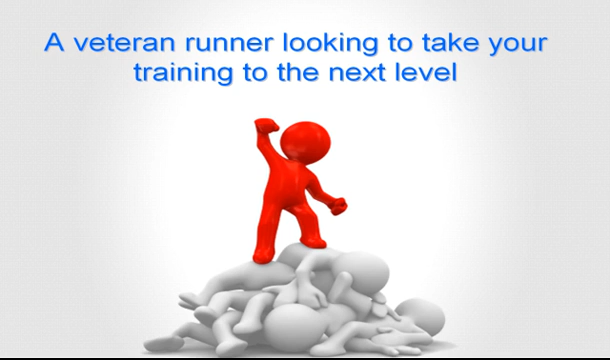 A veteran runner looking to take your
training to the next level